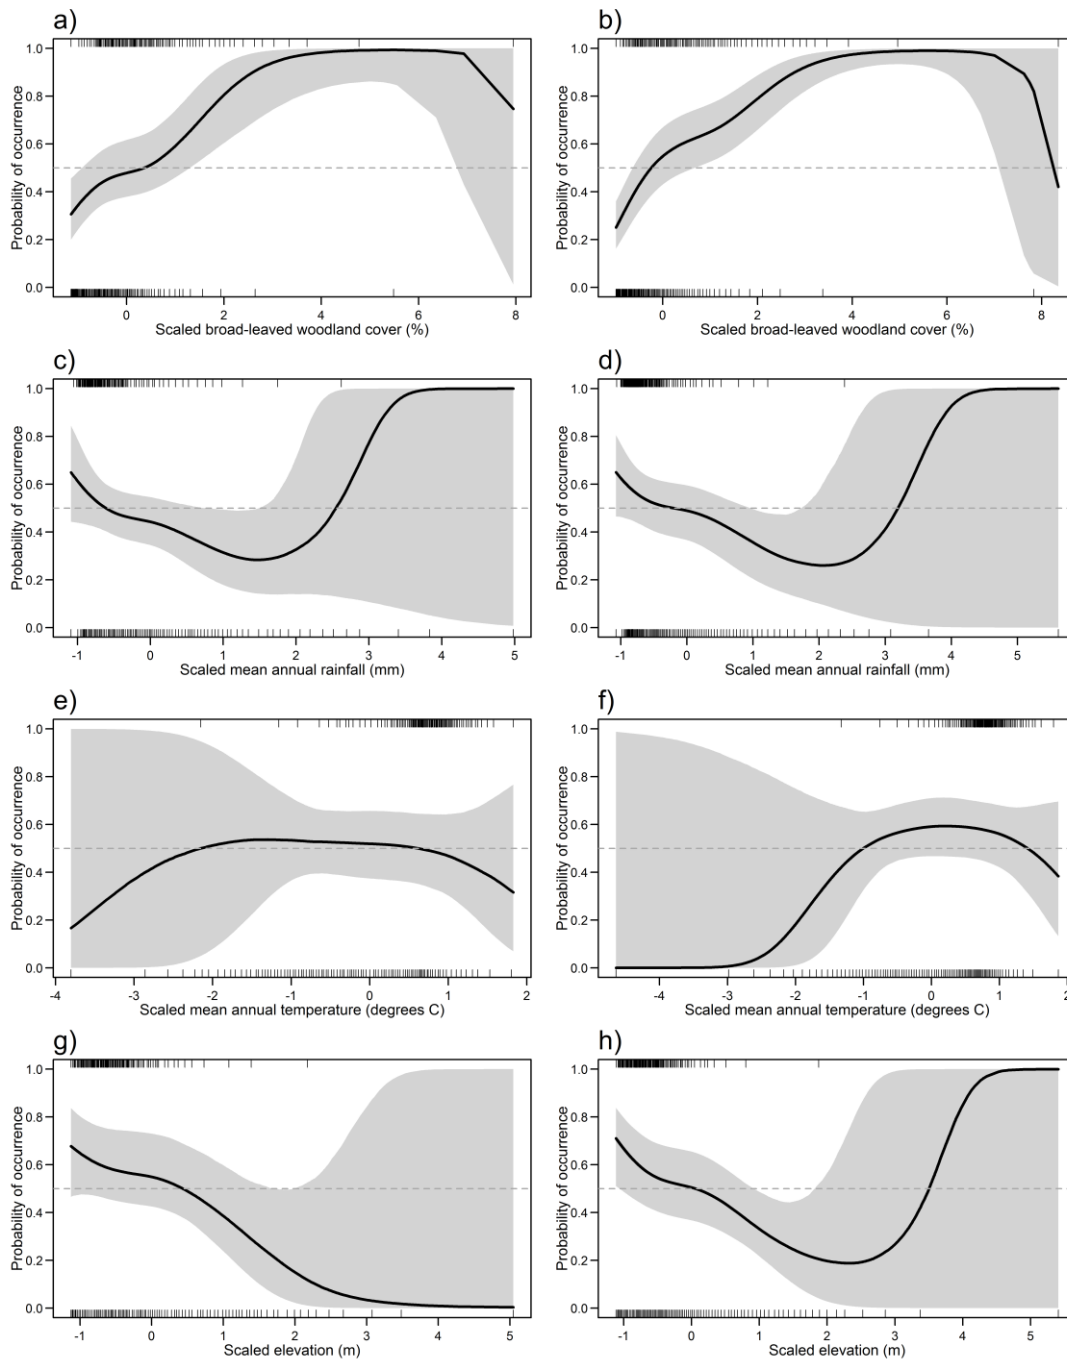 a)
b)
Probability of occurrence
1.0
0.8
0.6
0.4
0.2
0.0
0 2 4 6 8
Scaled broad-leaved woodland cover (%)
Probability of occurrence
1.0
0.8
0.6
0.4
0.2
0.0
0 2 4 6 8
Scaled broad-leaved woodland cover (%)
c)
d)
Probability of occurrence
1.0
0.8
0.6
0.4
0.2
0.0
-1 0 1 2 3 4 5
Scaled mean annual rainfall (mm)
Probability of occurrence
1.0
0.8
0.6
0.4
0.2
0.0
-1 0 1 2 3 4 5
Scaled mean annual rainfall (mm)
e)
f)
Probability of occurrence
1.0
0.8
0.6
0.4
0.2
0.0
-4 -3 -2 -1 0 1 2
Scaled mean annual temperature (degrees C)
Probability of occurrence
1.0
0.8
0.6
0.4
0.2
0.0
-4 -3 -2 -1 0 1 2
Scaled mean annual temperature (degrees C)
g)
h)
Probability of occurrence
1.0
0.8
0.6
0.4
0.2
0.0
-1 0 1 2 3 4 5
Scaled elevation (m)
Probability of occurrence
1.0
0.8
0.6
0.4
0.2
0.0
-1 0 1 2 3 4 5
Scaled elevation (m)